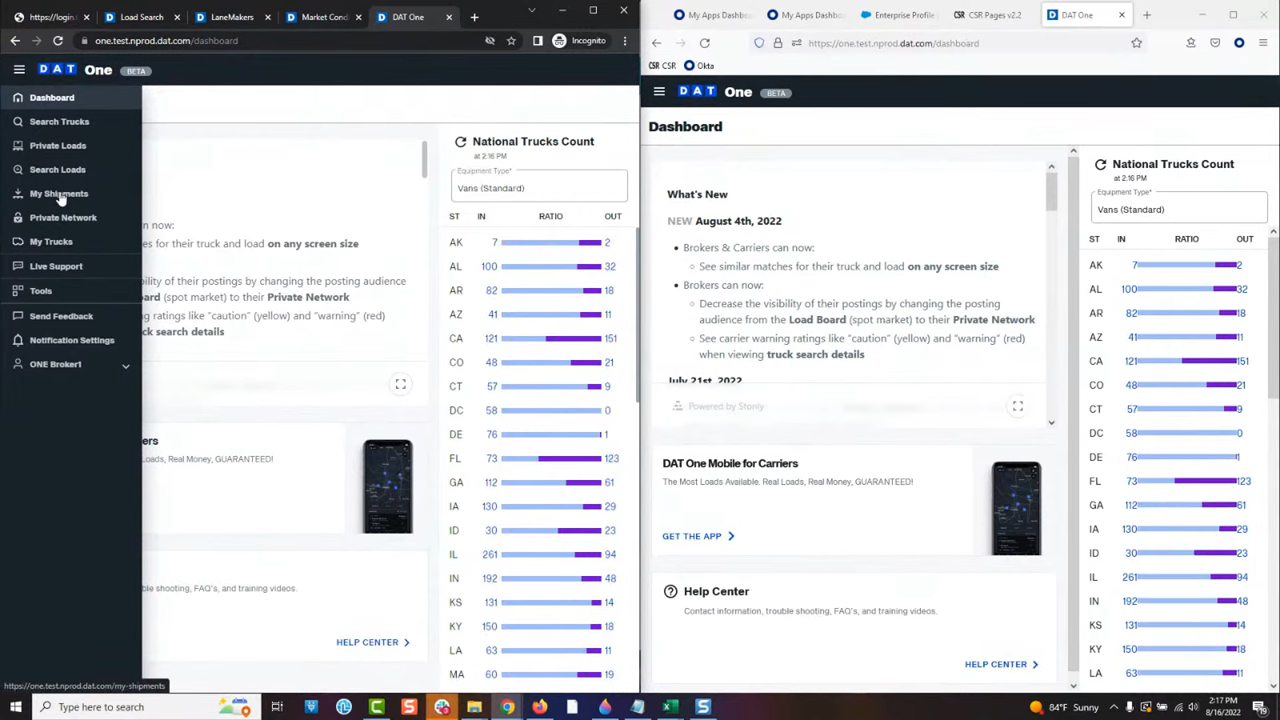 https://login.t
Load Search
LaneMakers
Market Cond
DAT One
one.test.nprod.dat.com/dashboard
Incognito
DAT One BETA
Dashboard
Search Trucks
Private Loads
Search Loads
My Shipments
Private Network
My Trucks
Live Support
Tools
Send Feedback
Notification Settings
ONE Broker1
n now:
ches for their truck and load on any screen size
ility of their postings by changing the posting audience
oard (spot market) to their Private Network
ng ratings like "caution" (yellow) and "warning" (red)
ck search details
ers
Loads, Real Money, GUARANTEED!
ble shooting, FAQ's, and training videos.
HELP CENTER
National Trucks Count
at 2:16 PM
Equipment Type*
Vans (Standard)
ST IN RATIO OUT
AK 7 2
AL 100 32
AR 82 18
AZ 41 11
CA 121 151
CO 48 21
CT 57 9
DC 58 0
DE 76 1
FL 73 123
GA 112 61
IA 130 29
ID 30 23
IL 261 94
IN 192 48
KS 131 14
KY 150 18
LA 63 11
MA 60 19
https://one.test.nprod.dat.com/my-shipments
My Apps Dashbo
My Apps Dashbo
Enterprise Profile
CSR Pages v2.2
DAT One
https://one.test.nprod.dat.com/dashboard
CSR CSR
Okta
DAT One BETA
Dashboard
What's New
NEW August 4th, 2022
Brokers & Carriers can now:
See similar matches for their truck and load on any screen size
Brokers can now:
Decrease the visibility of their postings by changing the posting
audience from the Load Board (spot market) to their Private Network
See carrier warning ratings like "caution" (yellow) and "warning" (red)
when viewing truck search details
July 21st, 2022
Powered by Stonly
DAT One Mobile for Carriers
The Most Loads Available. Real Loads, Real Money, GUARANTEED!
GET THE APP
Help Center
Contact information, trouble shooting, FAQ's, and training videos.
HELP CENTER
National Trucks Count
at 2:16 PM
Equipment Type*
Vans (Standard)
ST IN RATIO OUT
AK 7 2
AL 100 32
AR 82 18
AZ 41 11
CA 121 151
CO 48 21
CT 57 9
DC 58 0
DE 76 1
FL 73 123
GA 112 61
IA 130 29
ID 30 23
IL 261 94
IN 192 48
KS 131 14
KY 150 18
LA 63 11
Type here to search
84°F Sunny
2:17 PM
8/16/2022
19